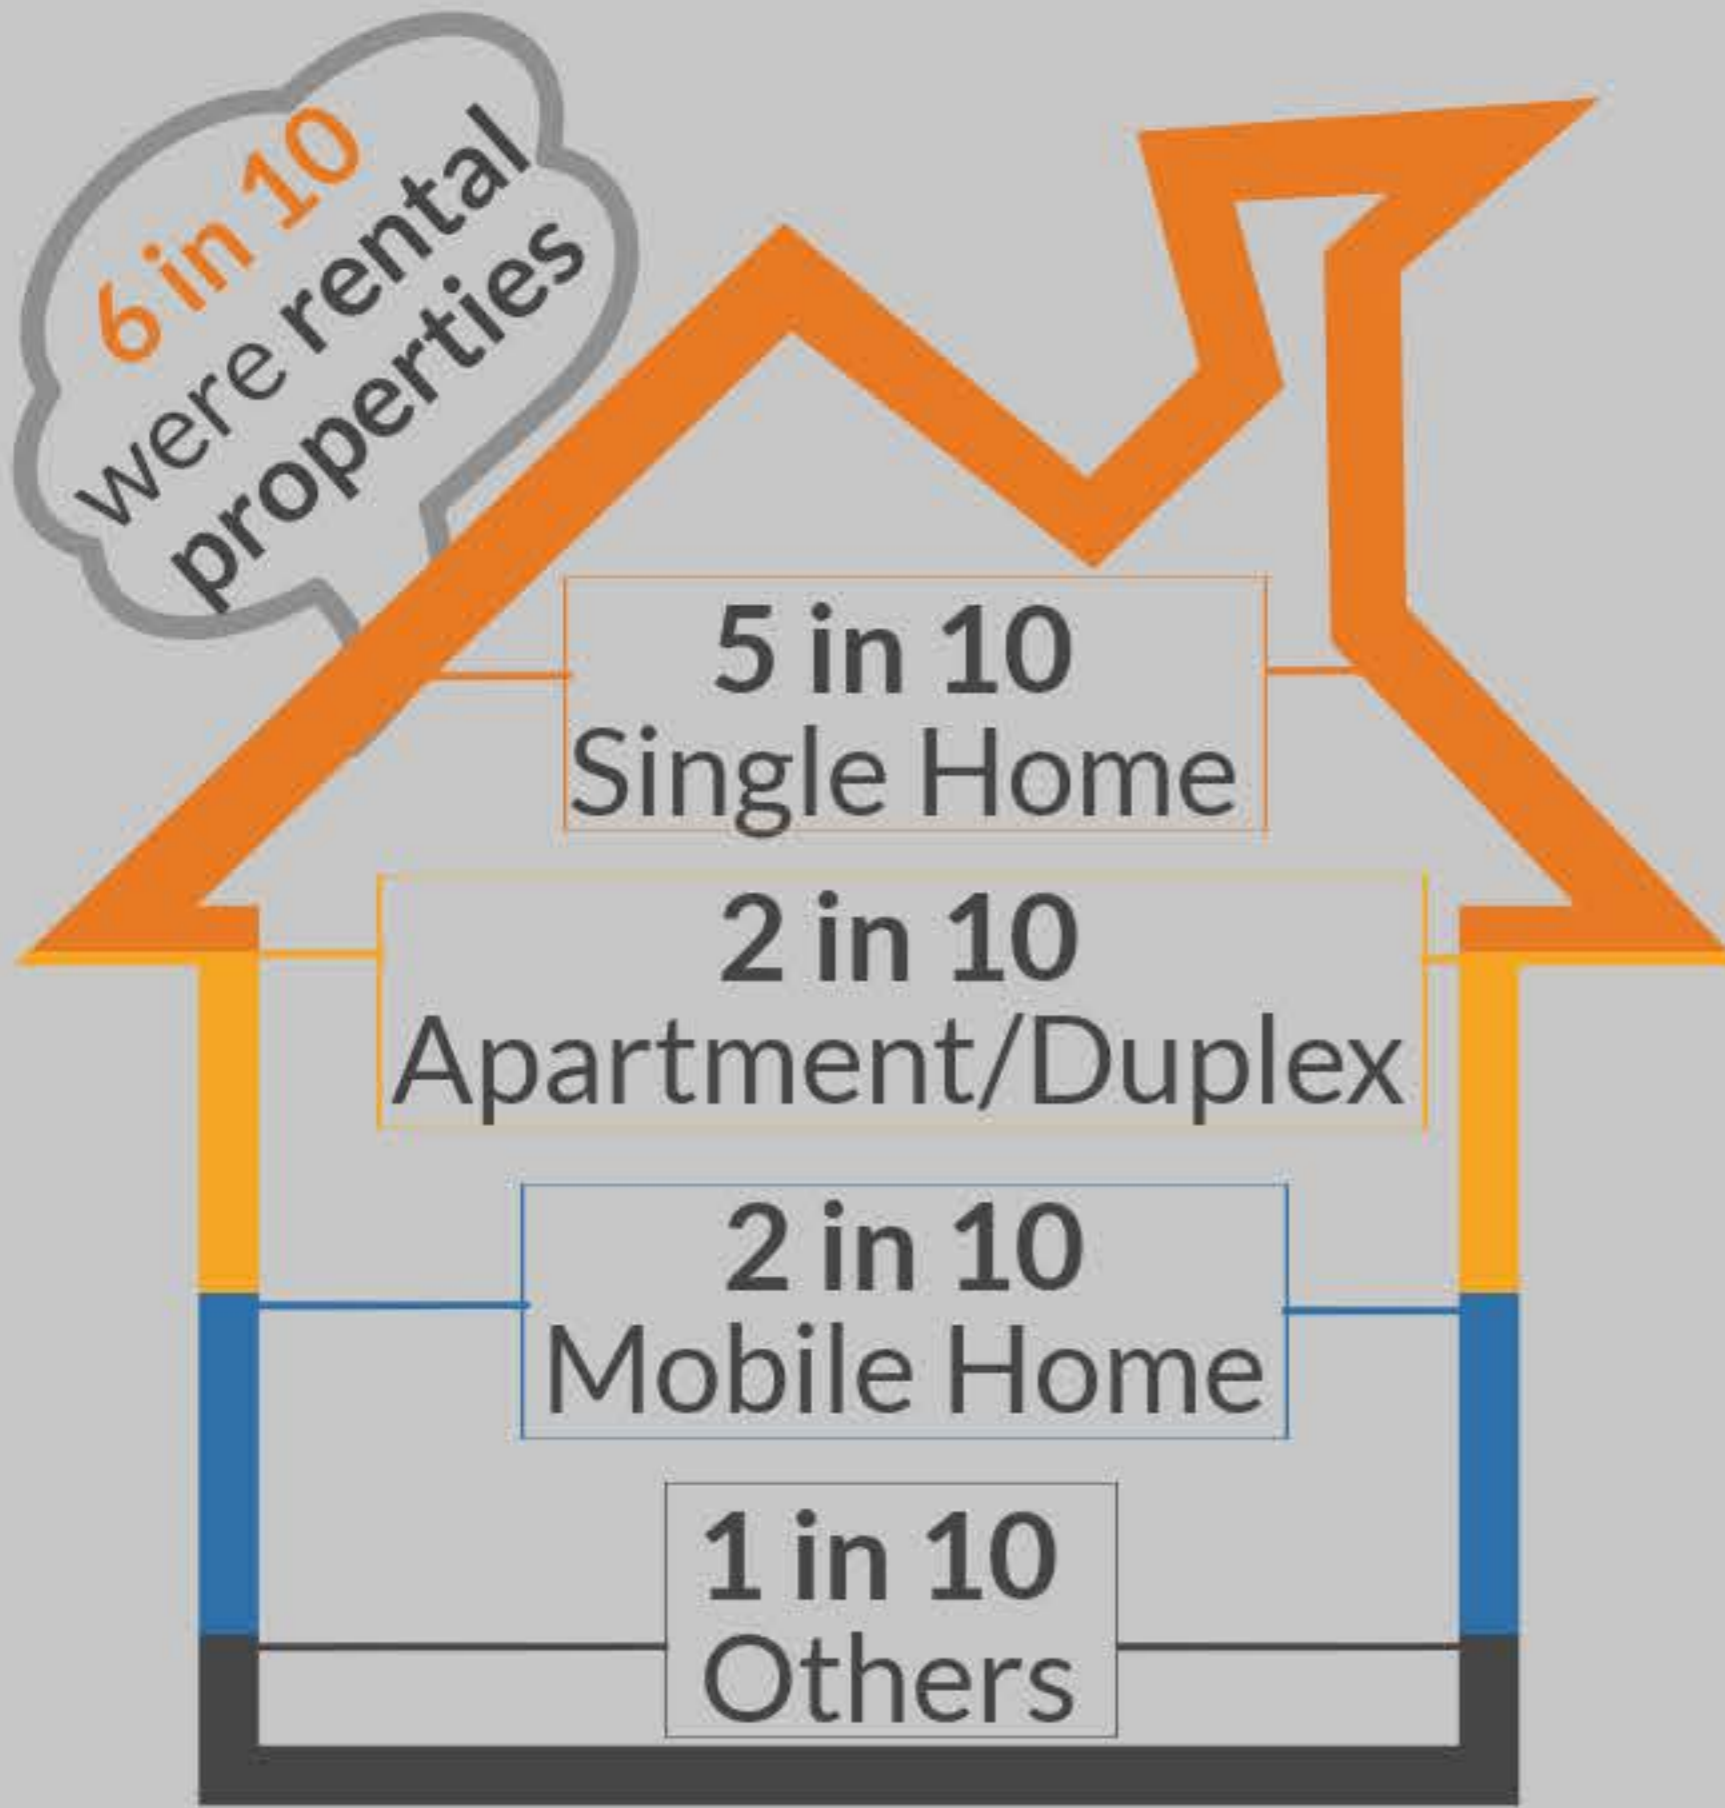 6 in 10
were rental
properties
5 in 10
Single Home
2 in 10
Apartment/Duplex
2 in 10
Mobile Home
1 in 10
Others